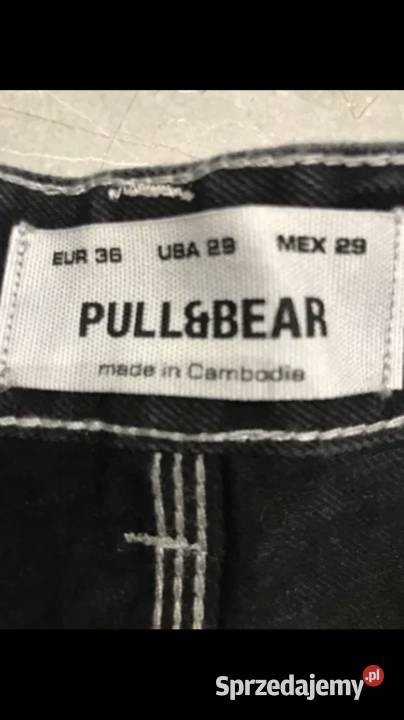 EUR 36 USA 29 MEX 29
PULL&BEAR
made in Cambodia
Sprzedajemy.pl